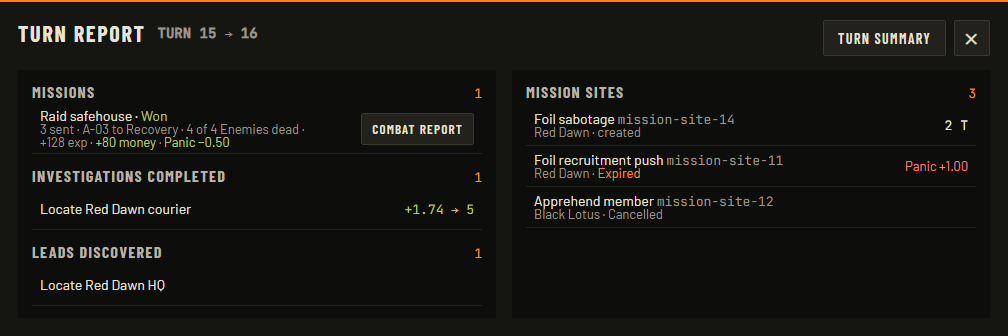 TURN REPORT TURN 15 → 16
TURN SUMMARY ✕
MISSIONS 1
Raid safehouse · Won
3 sent · A-03 to Recovery · 4 of 4 Enemies dead ·
+128 exp · +80 money · Panic −0.50
COMBAT REPORT
INVESTIGATIONS COMPLETED 1
Locate Red Dawn courier +1.74 → 5
LEADS DISCOVERED 1
Locate Red Dawn HQ
MISSION SITES 3
Foil sabotage mission-site-14
Red Dawn · created
2 T
Foil recruitment push mission-site-11
Red Dawn · Expired
Panic +1.00
Apprehend member mission-site-12
Black Lotus · Cancelled